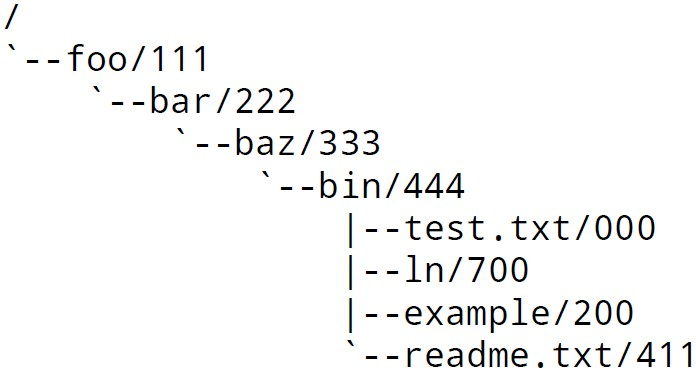 /
`--foo/111
    `--bar/222
        `--baz/333
            `--bin/444
                |--test.txt/000
                |--ln/700
                |--example/200
                `--readme.txt/411